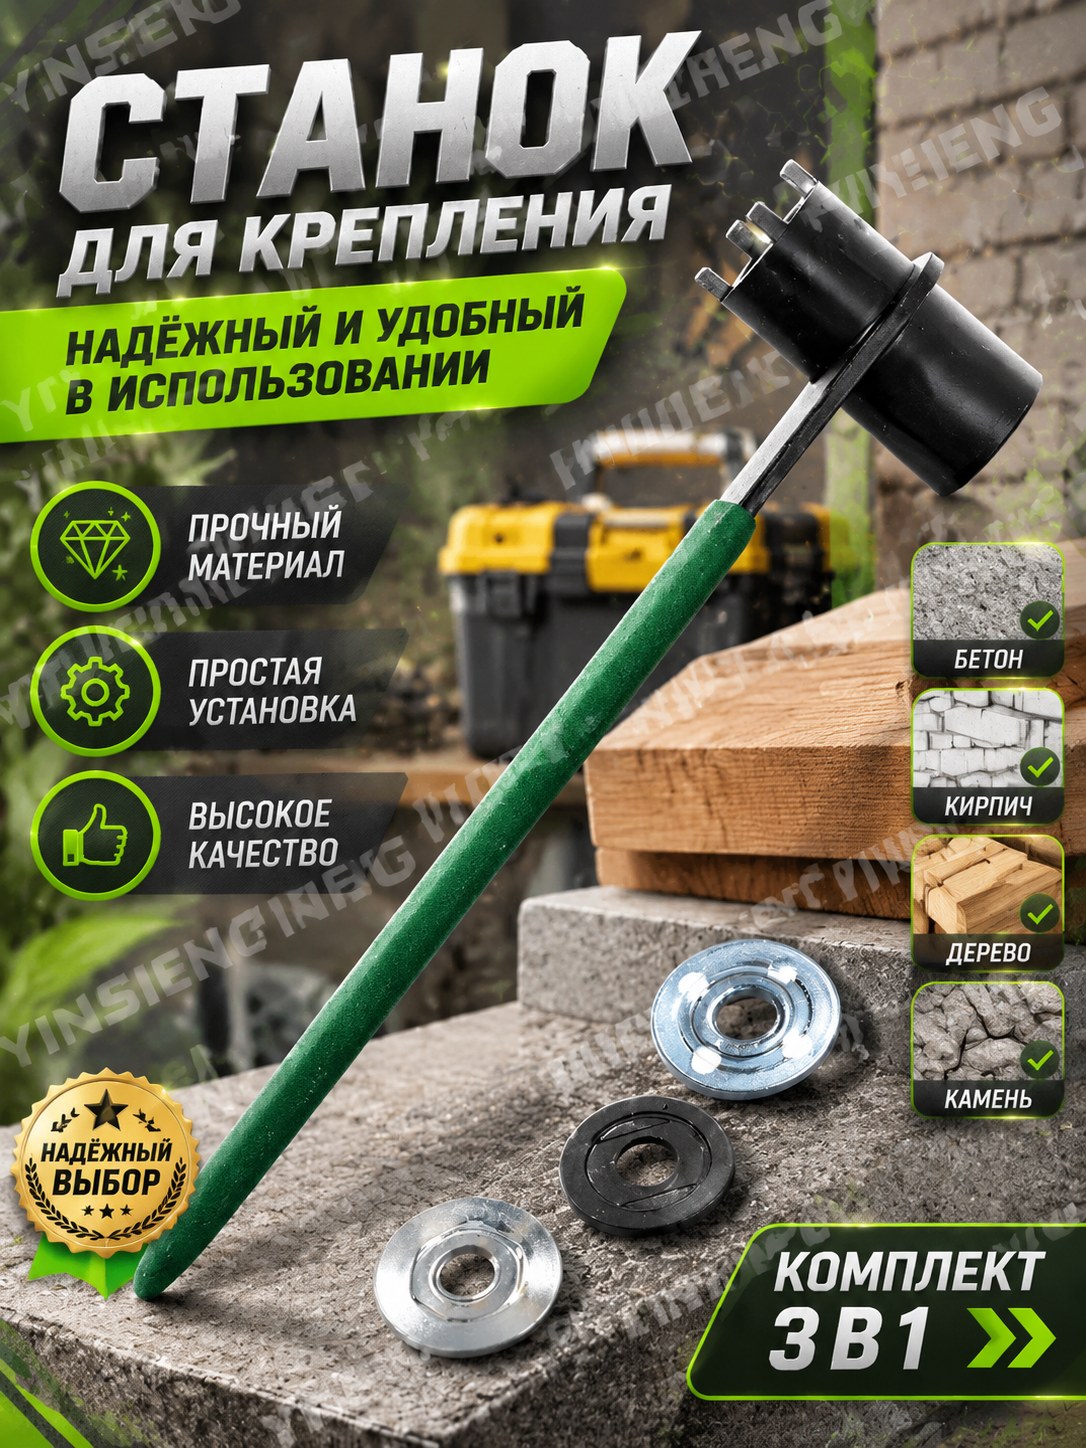 СТАНОК
ДЛЯ КРЕПЛЕНИЯ
НАДЁЖНЫЙ И УДОБНЫЙ
В ИСПОЛЬЗОВАНИИ
ПРОЧНЫЙ
МАТЕРИАЛ
ПРОСТАЯ
УСТАНОВКА
ВЫСОКОЕ
КАЧЕСТВО
БЕТОН
КИРПИЧ
ДЕРЕВО
КАМЕНЬ
НАДЁЖНЫЙ
ВЫБОР
КОМПЛЕКТ
3 В 1
YINSIENG